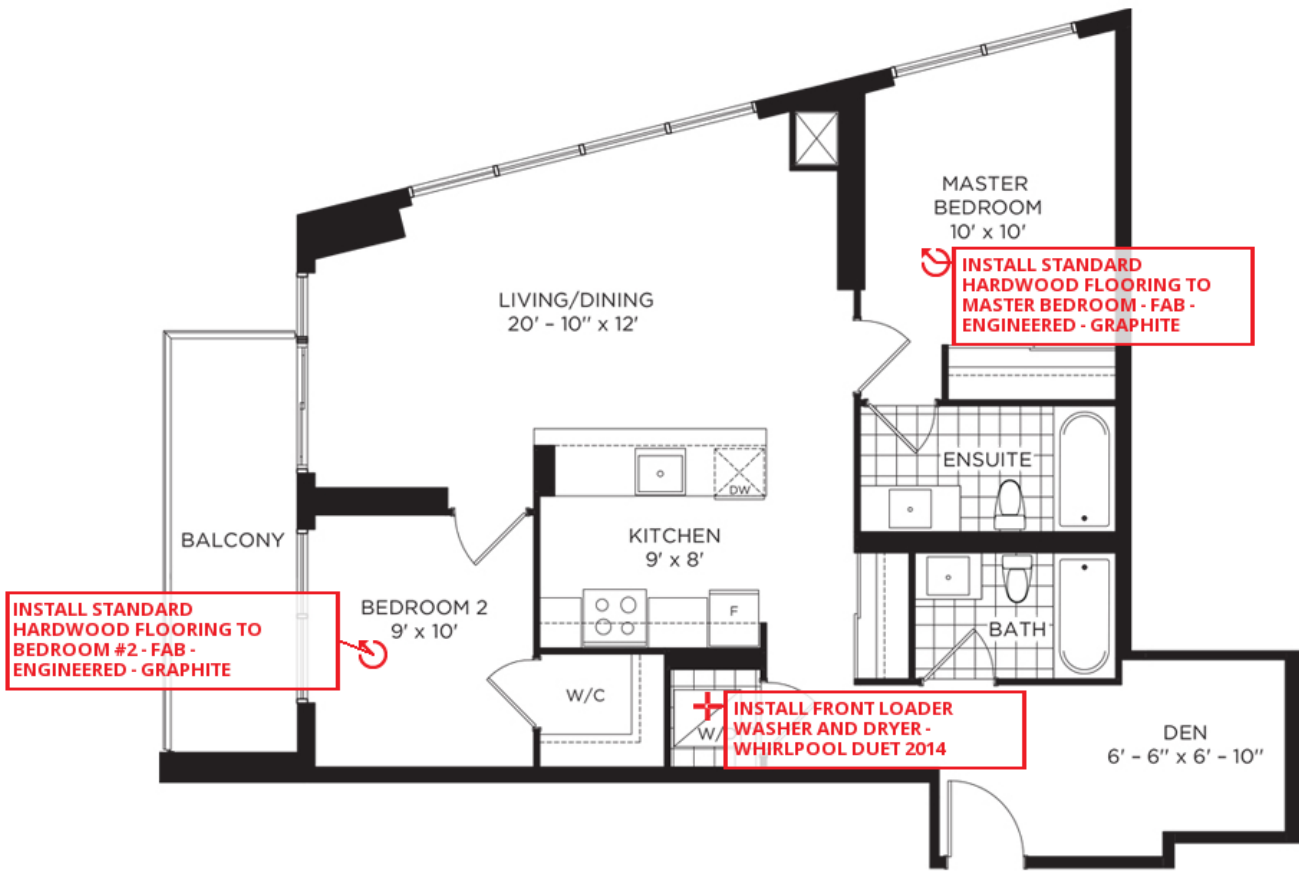 MASTER
BEDROOM
10' x 10'
INSTALL STANDARD
HARDWOOD FLOORING TO
MASTER BEDROOM - FAB -
ENGINEERED - GRAPHITE
LIVING/DINING
20' - 10'' x 12'
ENSUITE
DW
KITCHEN
9' x 8'
BALCONY
INSTALL STANDARD
HARDWOOD FLOORING TO
BEDROOM #2 - FAB -
ENGINEERED - GRAPHITE
BEDROOM 2
9' x 10'
F
BATH
W/C
W/
INSTALL FRONT LOADER
WASHER AND DRYER -
WHIRLPOOL DUET 2014
DEN
6' - 6'' x 6' - 10''